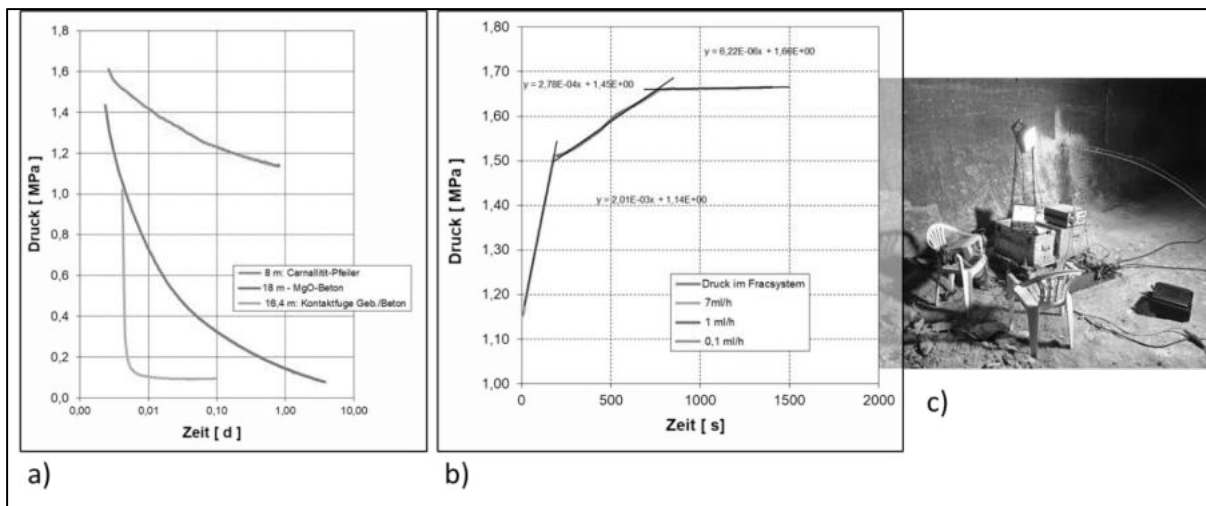 Druck [ MPa]
1,8
1,6
1,4
1,2
1,0
0,8
0,6
0,4
0,2
0,0
8 m: Carnallitit-Pfeiler
18 m - MgO-Beton
16,4 m: Kontaktfuge Geb./Beton
0,00
0,01
0,10
1,00
10,00
Zeit [ d ]
a)
Druck [MPa]
1,80
1,70
1,60
1,50
1,40
1,30
1,20
1,10
1,00
y = 6,22E-06x + 1,66E+00
y = 2,78E-04x + 1,45E+00
y = 2,01E-03x + 1,14E+00
Druck im Fracsystem
7ml/h
1 ml/h
0,1 ml/h
0
500
1000
1500
2000
Zeit [ s]
b)
c)